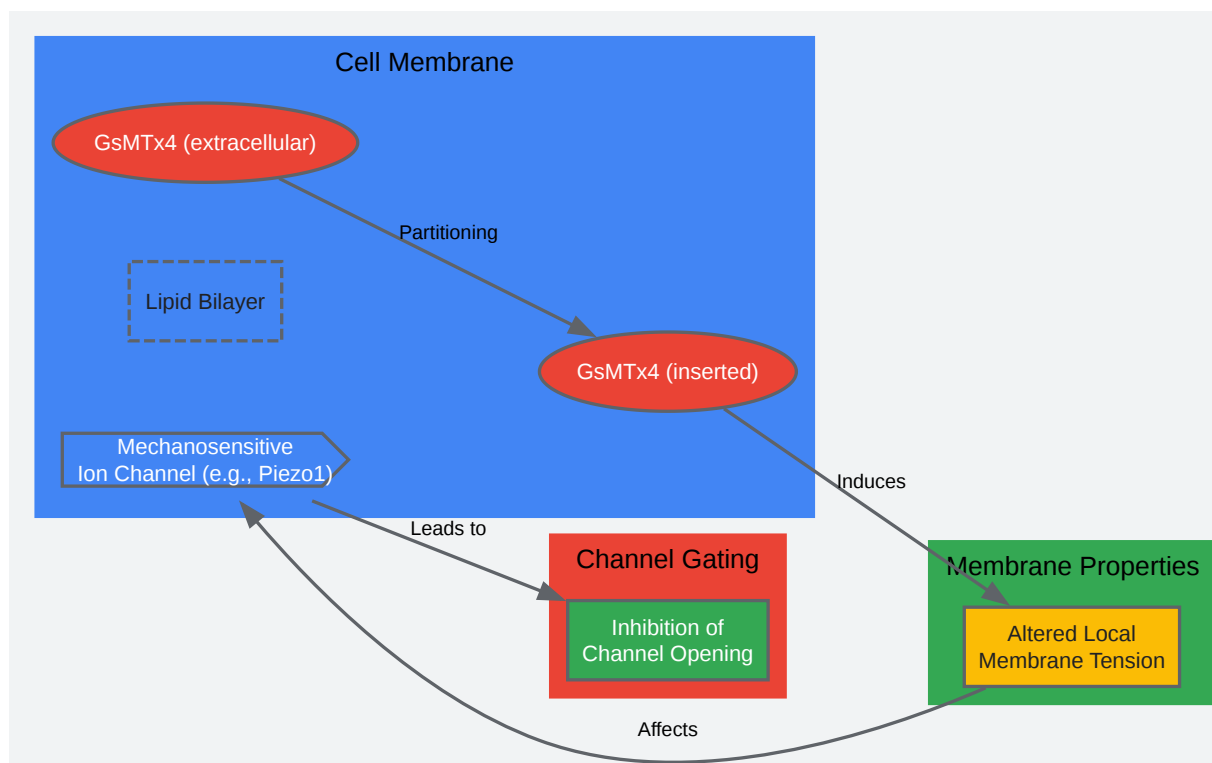 Cell Membrane
GsMTx4 (extracellular)
Partitioning
Lipid Bilayer
GsMTx4 (inserted)
Mechanosensitive
Ion Channel (e.g., Piezo1)
Induces
Leads to
Channel Gating
Membrane Properties
Inhibition of
Channel Opening
Altered Local
Membrane Tension
Affects